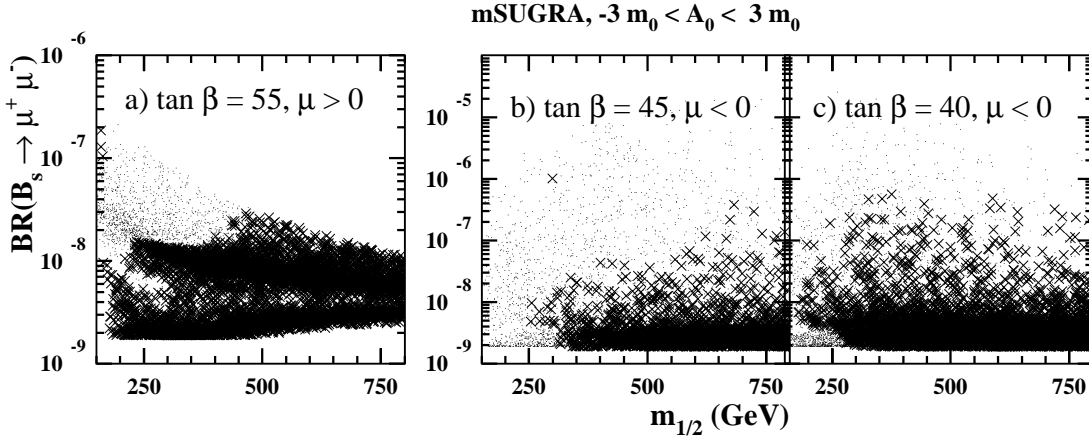 mSUGRA, -3 m₀ < A₀ < 3 m₀
BR(Bₛ → μ⁺ μ⁻)
10⁻⁶
10⁻⁷
10⁻⁸
10⁻⁹
a) tan β = 55, μ > 0
250 500 750
10⁻⁵
10⁻⁶
10⁻⁷
10⁻⁸
10⁻⁹
b) tan β = 45, μ < 0
c) tan β = 40, μ < 0
250 500 750 250 500 750
m₁/₂ (GeV)